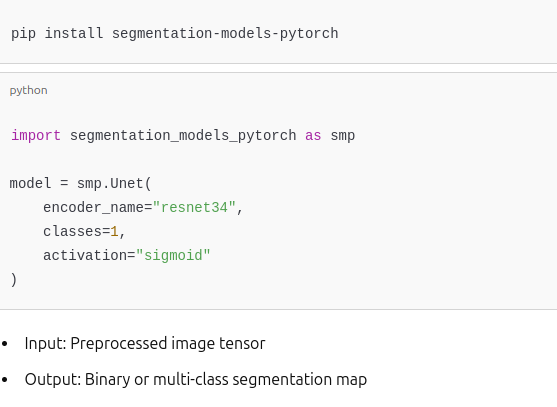 pip install segmentation-models-pytorch
python
import segmentation_models_pytorch as smp
model = smp.Unet(
    encoder_name="resnet34",
    classes=1,
    activation="sigmoid"
)
• Input: Preprocessed image tensor
• Output: Binary or multi-class segmentation map